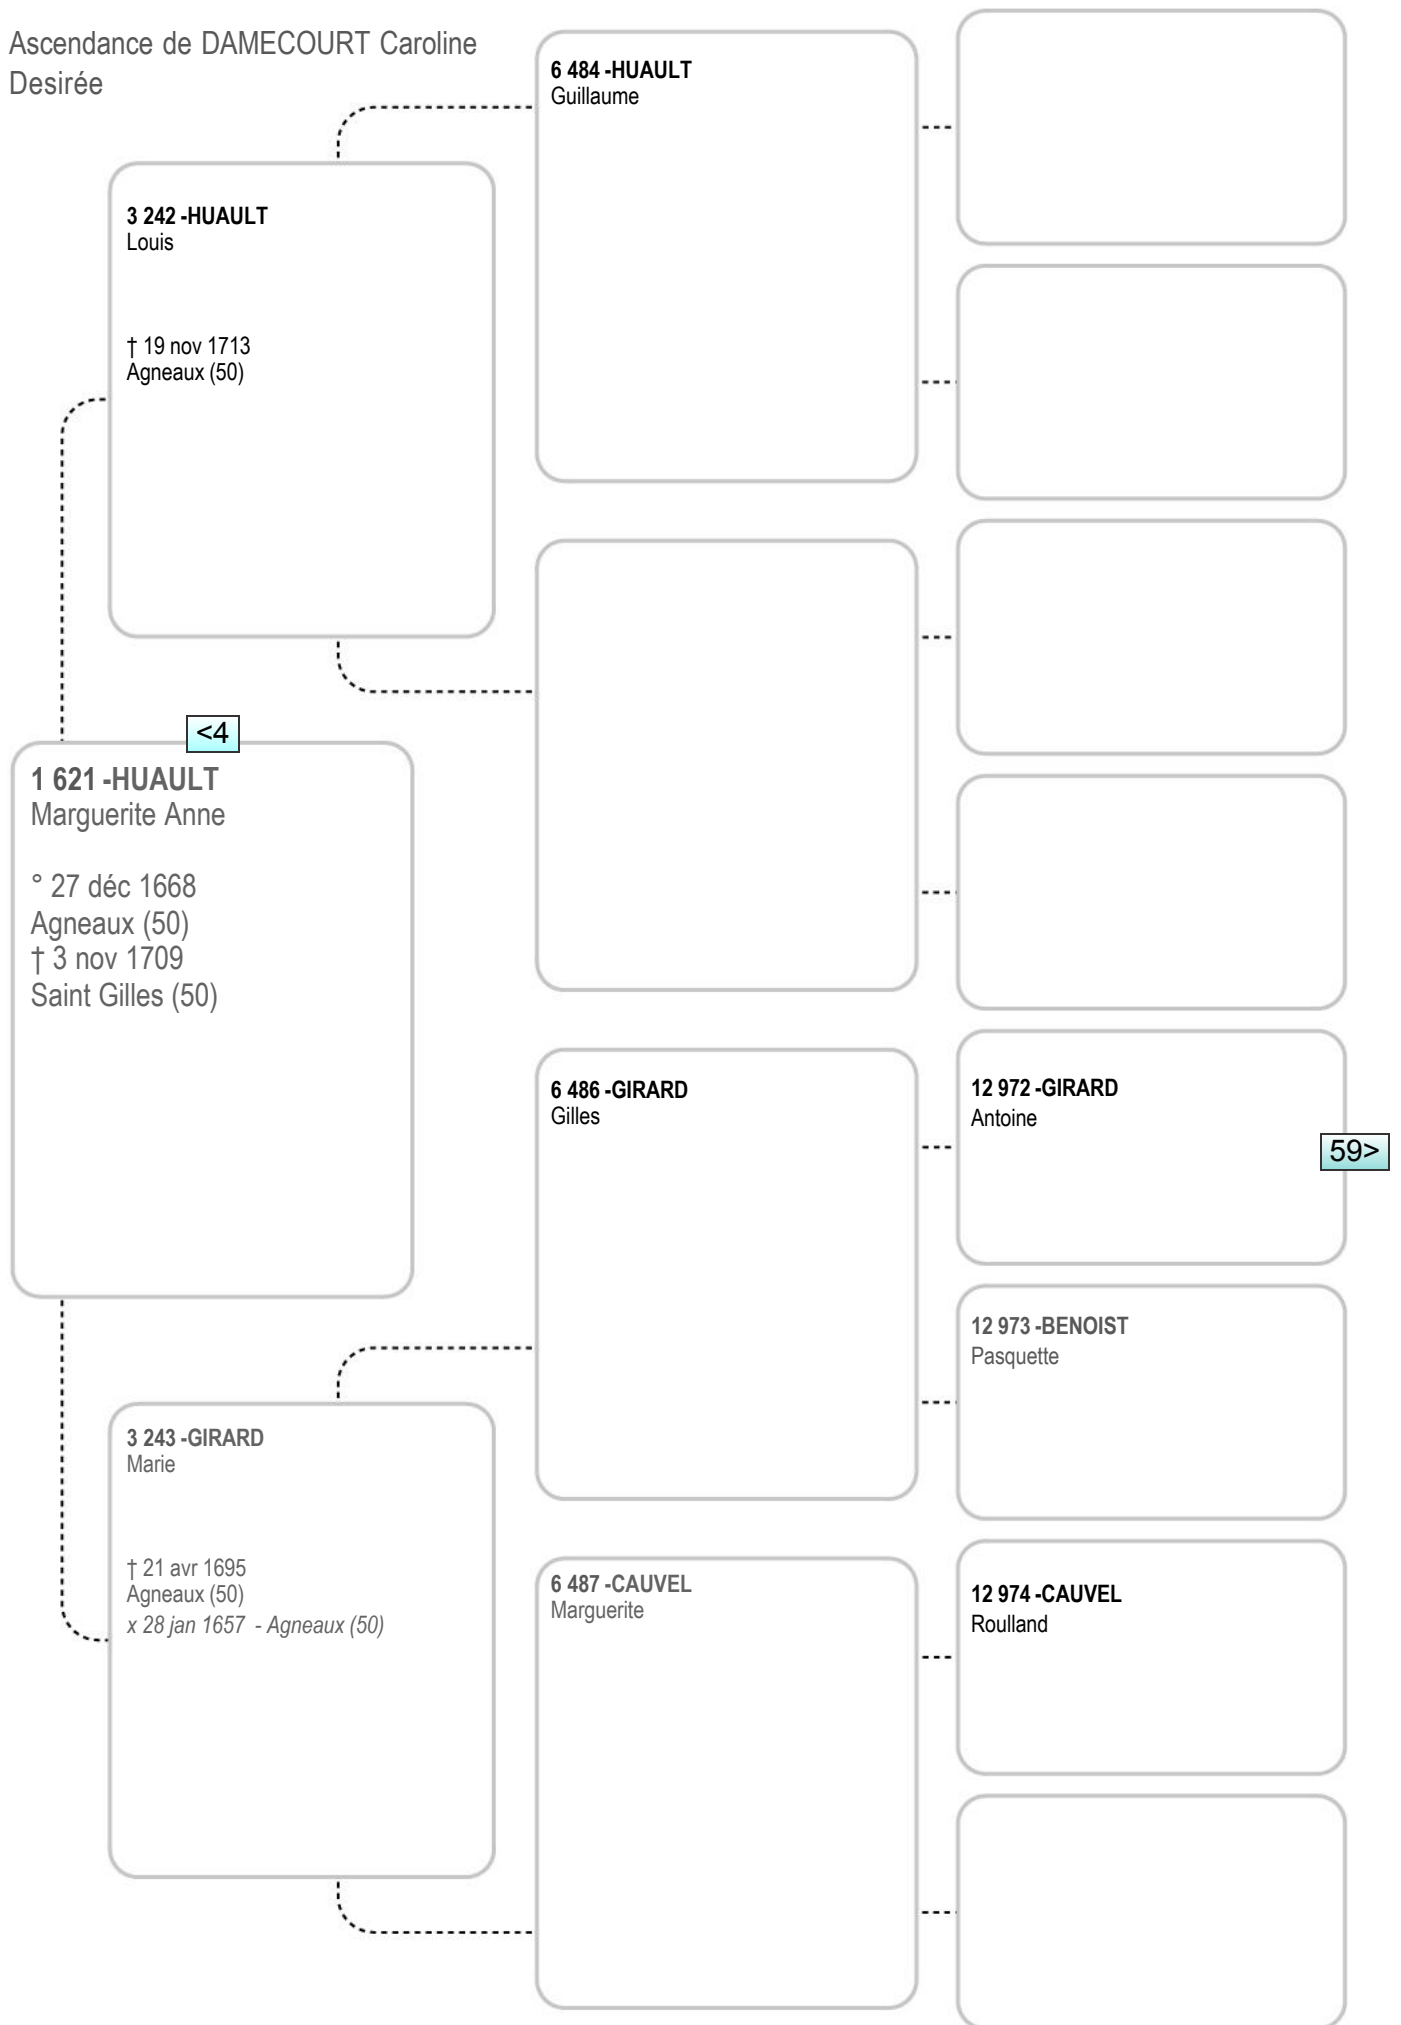 Ascendance de DAMECOURT Caroline
Desirée
6 484 -HUAULT
Guillaume
3 242 -HUAULT
Louis
† 19 nov 1713
Agneaux (50)
<4
1 621 -HUAULT
Marguerite Anne
° 27 déc 1668
Agneaux (50)
† 3 nov 1709
Saint Gilles (50)
6 486 -GIRARD
Gilles
12 972 -GIRARD
Antoine
59>
12 973 -BENOIST
Pasquette
3 243 -GIRARD
Marie
† 21 avr 1695
Agneaux (50)
x 28 jan 1657 - Agneaux (50)
6 487 -CAUVEL
Marguerite
12 974 -CAUVEL
Roulland